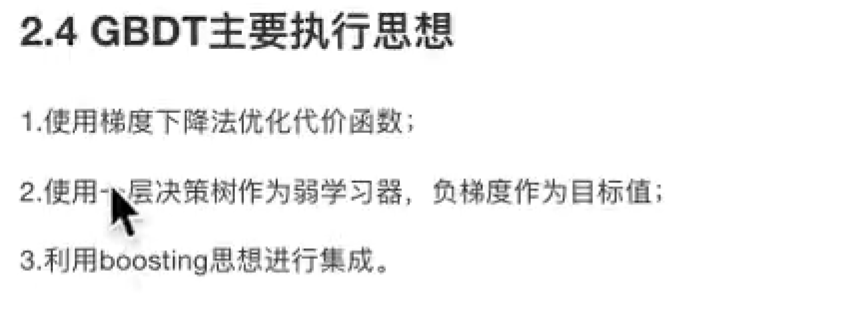 2.4 GBDT主要执行思想
1.使用梯度下降法优化代价函数；
2.使用一层决策树作为弱学习器，负梯度作为目标值；
3.利用boosting思想进行集成。